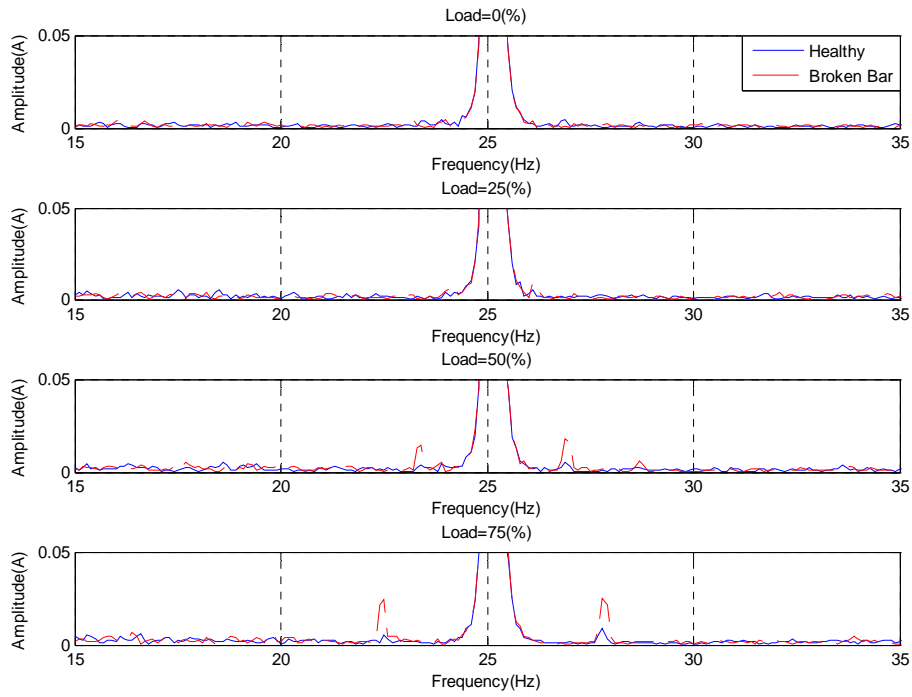 Load=0(%)
0.05
0
Amplitude(A)
Healthy
Broken Bar
15 20 25 30 35
Frequency(Hz)
Load=25(%)
0.05
0
Amplitude(A)
15 20 25 30 35
Frequency(Hz)
Load=50(%)
0.05
0
Amplitude(A)
15 20 25 30 35
Frequency(Hz)
Load=75(%)
0.05
0
Amplitude(A)
15 20 25 30 35
Frequency(Hz)